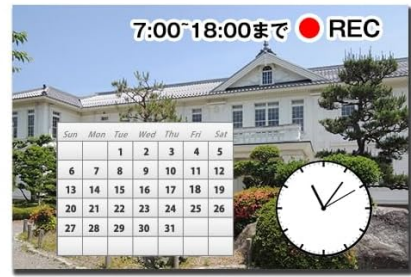 7:00~18:00まで ● REC
Sun Mon Tue Wed Thu Fri Sat
1 2 3 4 5
6 7 8 9 10 11 12
13 14 15 16 17 18 19
20 21 22 23 24 25 26
27 28 29 30 31